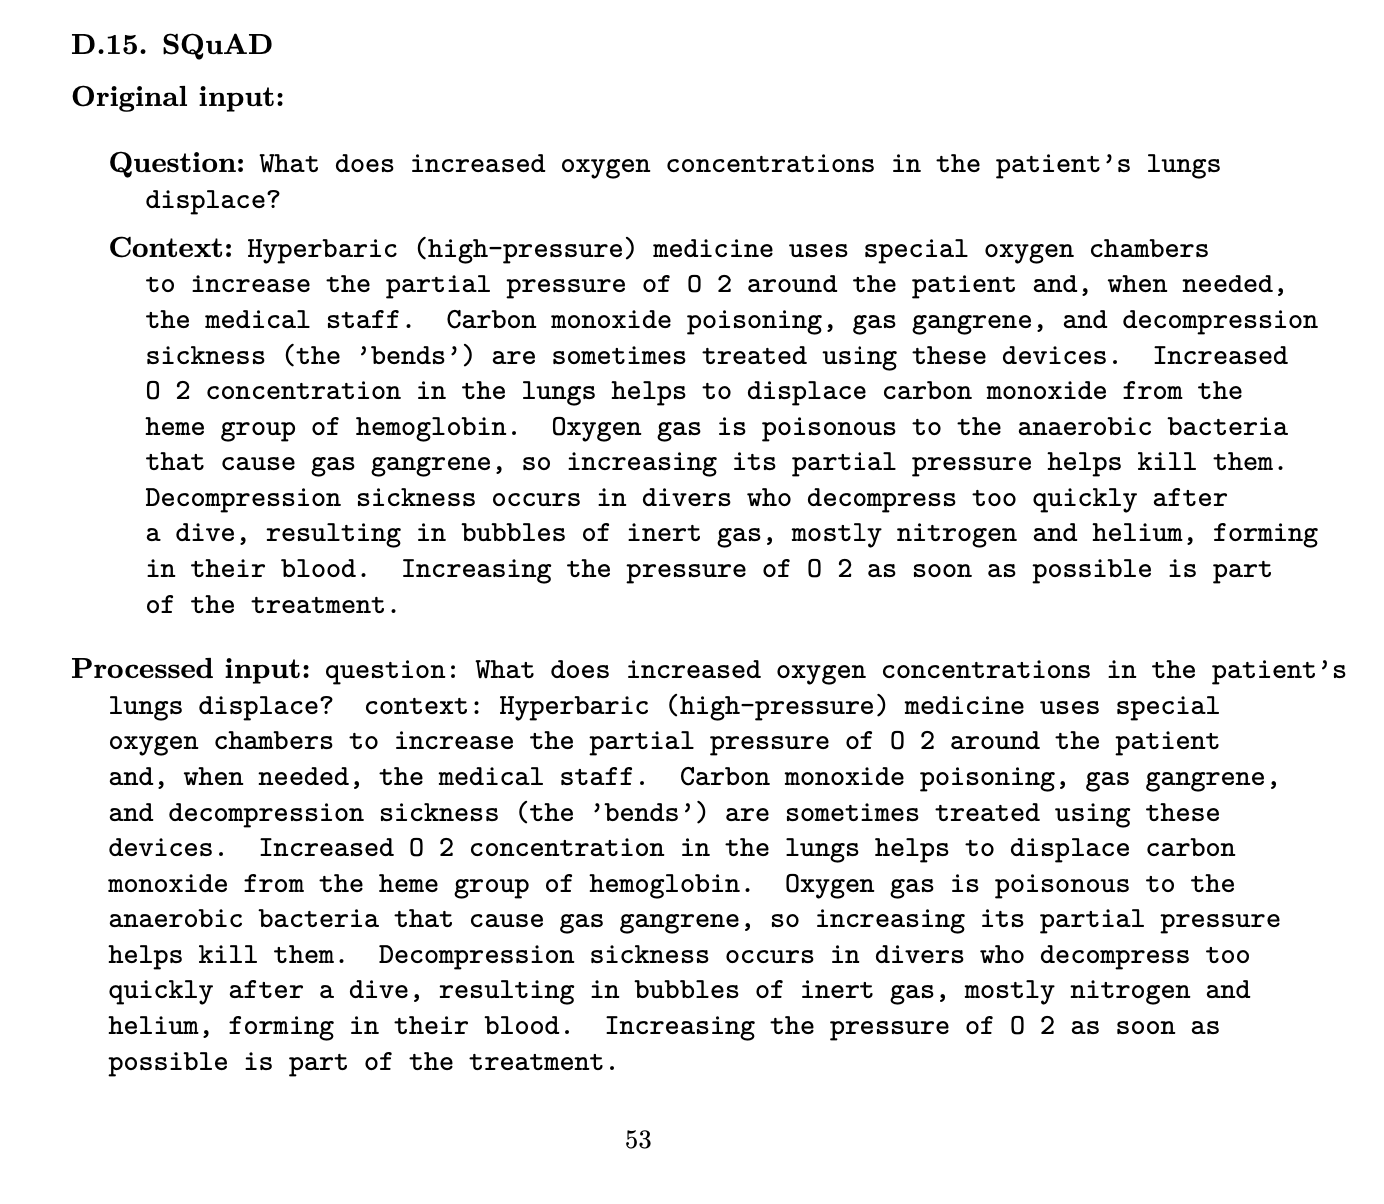 D.15. SQuAD
Original input:
Question: What does increased oxygen concentrations in the patient's lungs
displace?
Context: Hyperbaric (high-pressure) medicine uses special oxygen chambers
to increase the partial pressure of O 2 around the patient and, when needed,
the medical staff. Carbon monoxide poisoning, gas gangrene, and decompression
sickness (the 'bends') are sometimes treated using these devices. Increased
O 2 concentration in the lungs helps to displace carbon monoxide from the
heme group of hemoglobin. Oxygen gas is poisonous to the anaerobic bacteria
that cause gas gangrene, so increasing its partial pressure helps kill them.
Decompression sickness occurs in divers who decompress too quickly after
a dive, resulting in bubbles of inert gas, mostly nitrogen and helium, forming
in their blood. Increasing the pressure of O 2 as soon as possible is part
of the treatment.
Processed input: question: What does increased oxygen concentrations in the patient's
lungs displace? context: Hyperbaric (high-pressure) medicine uses special
oxygen chambers to increase the partial pressure of O 2 around the patient
and, when needed, the medical staff. Carbon monoxide poisoning, gas gangrene,
and decompression sickness (the 'bends') are sometimes treated using these
devices. Increased O 2 concentration in the lungs helps to displace carbon
monoxide from the heme group of hemoglobin. Oxygen gas is poisonous to the
anaerobic bacteria that cause gas gangrene, so increasing its partial pressure
helps kill them. Decompression sickness occurs in divers who decompress too
quickly after a dive, resulting in bubbles of inert gas, mostly nitrogen and
helium, forming in their blood. Increasing the pressure of O 2 as soon as
possible is part of the treatment.
53